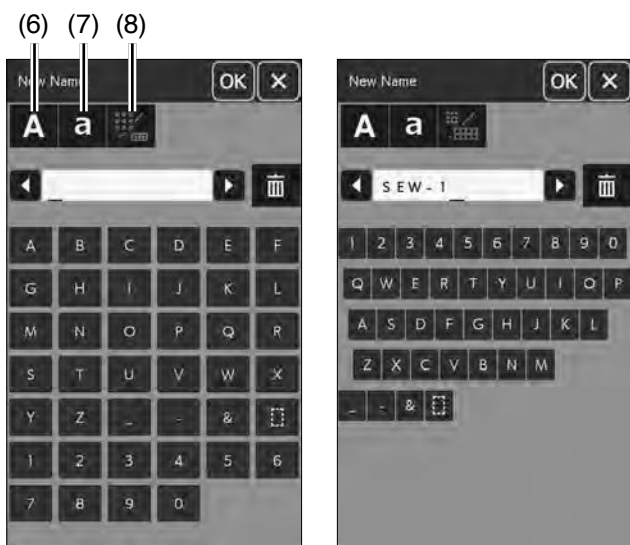 (6) (7) (8)
New Name OK X
A a
S E W - 1
A B C D E F
G H I J K L
M N O P Q R
S T U V W X
Y Z _ - &
1 2 3 4 5 6
7 8 9 0
New Name OK X
A a
S E W - 1
1 2 3 4 5 6 7 8 9 0
Q W E R T Y U I O P
A S D F G H J K L
Z X C V B N M
_ - &